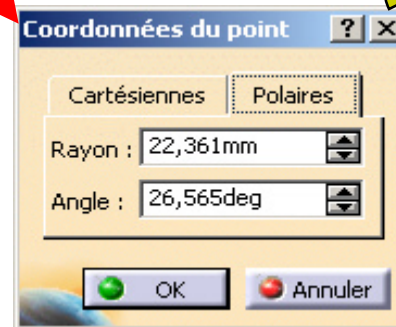 Coordonnées du point ? ×
Cartésiennes Polaires
Rayon : 22,361mm
Angle : 26,565deg
OK Annuler